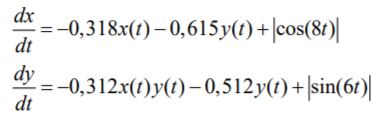 dx/dt = −0,318x(t) − 0,615y(t) + |cos(8t)|
dy/dt = −0,312x(t)y(t) − 0,512y(t) + |sin(6t)|